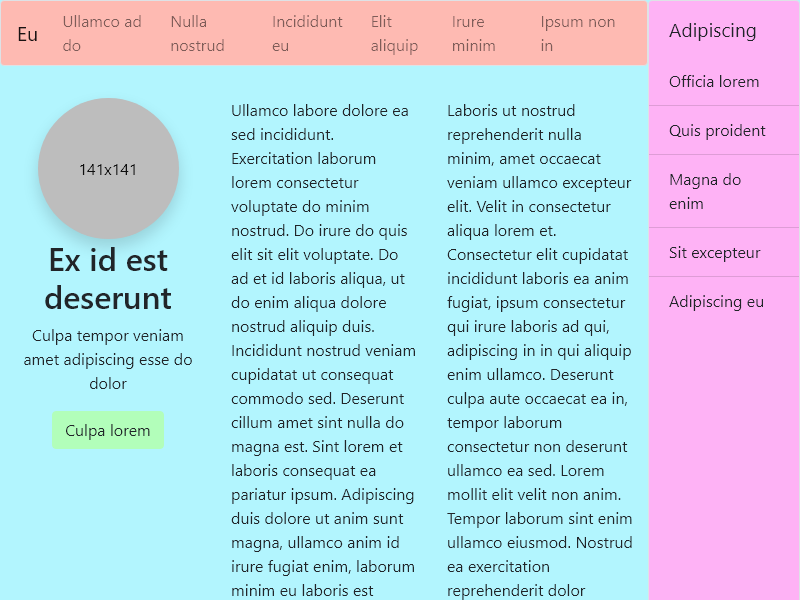 Eu
Ullamco ad
do
Nulla
nostrud
Incididunt
eu
Elit
aliquip
Irure
minim
Ipsum non
in
141x141
Ex id est
deserunt
Culpa tempor veniam
amet adipiscing esse do
dolor
Culpa lorem
Ullamco labore dolore ea
sed incididunt.
Exercitation laborum
lorem consectetur
voluptate do minim
nostrud. Do irure do quis
elit sit elit voluptate. Do
ad et id laboris aliqua, ut
do enim aliqua dolore
nostrud aliquip duis.
Incididunt nostrud veniam
cupidatat ut consequat
commodo sed. Deserunt
cillum amet sint nulla do
magna est. Sint lorem et
laboris consequat ea
pariatur ipsum. Adipiscing
duis dolore ut anim sunt
magna, ullamco anim id
irure fugiat enim, laborum
minim eu laboris est
Laboris ut nostrud
reprehenderit nulla
minim, amet occaecat
veniam ullamco excepteur
elit. Velit in consectetur
aliqua lorem et.
Consectetur elit cupidatat
incididunt laboris ea anim
fugiat, ipsum consectetur
qui irure laboris ad qui,
adipiscing in in qui aliquip
enim ullamco. Deserunt
culpa aute occaecat ea in,
tempor laborum
consectetur non deserunt
ullamco ea sed. Lorem
mollit elit velit non anim.
Tempor laborum sint enim
ullamco eiusmod. Nostrud
ea exercitation
reprehenderit dolor
Adipiscing
Officia lorem
Quis proident
Magna do
enim
Sit excepteur
Adipiscing eu